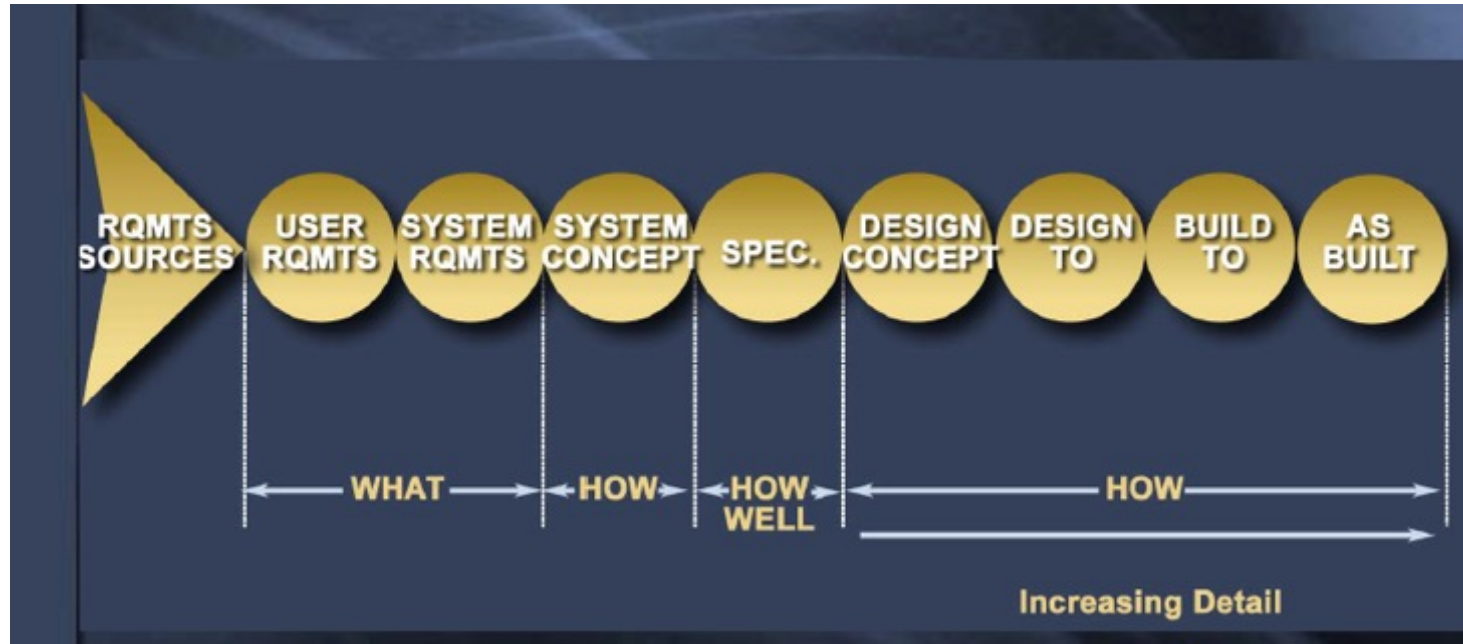 RQMTS
SOURCES
USER
RQMTS
SYSTEM
RQMTS
SYSTEM
CONCEPT
SPEC.
DESIGN
CONCEPT
DESIGN
TO
BUILD
TO
AS
BUILT
WHAT
HOW
HOW
WELL
HOW
Increasing Detail